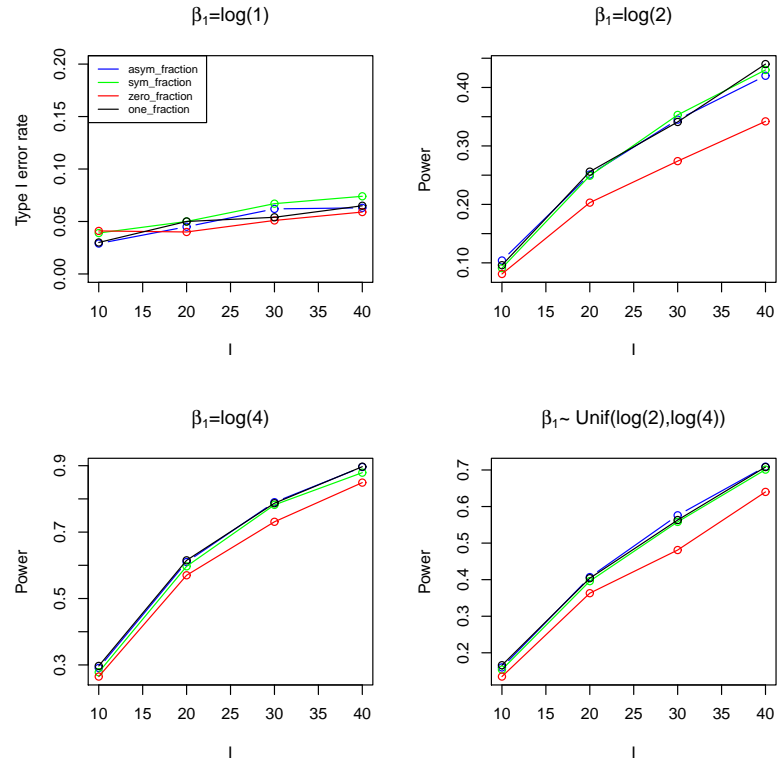 β1=log(1)
Type I error rate
0.00 0.05 0.10 0.15 0.20
asym_fraction
sym_fraction
zero_fraction
one_fraction
10 15 20 25 30 35 40
I
β1=log(2)
Power
0.10 0.20 0.30 0.40
10 15 20 25 30 35 40
I
β1=log(4)
Power
0.3 0.5 0.7 0.9
10 15 20 25 30 35 40
I
β1~ Unif(log(2),log(4))
Power
0.2 0.3 0.4 0.5 0.6 0.7
10 15 20 25 30 35 40
I